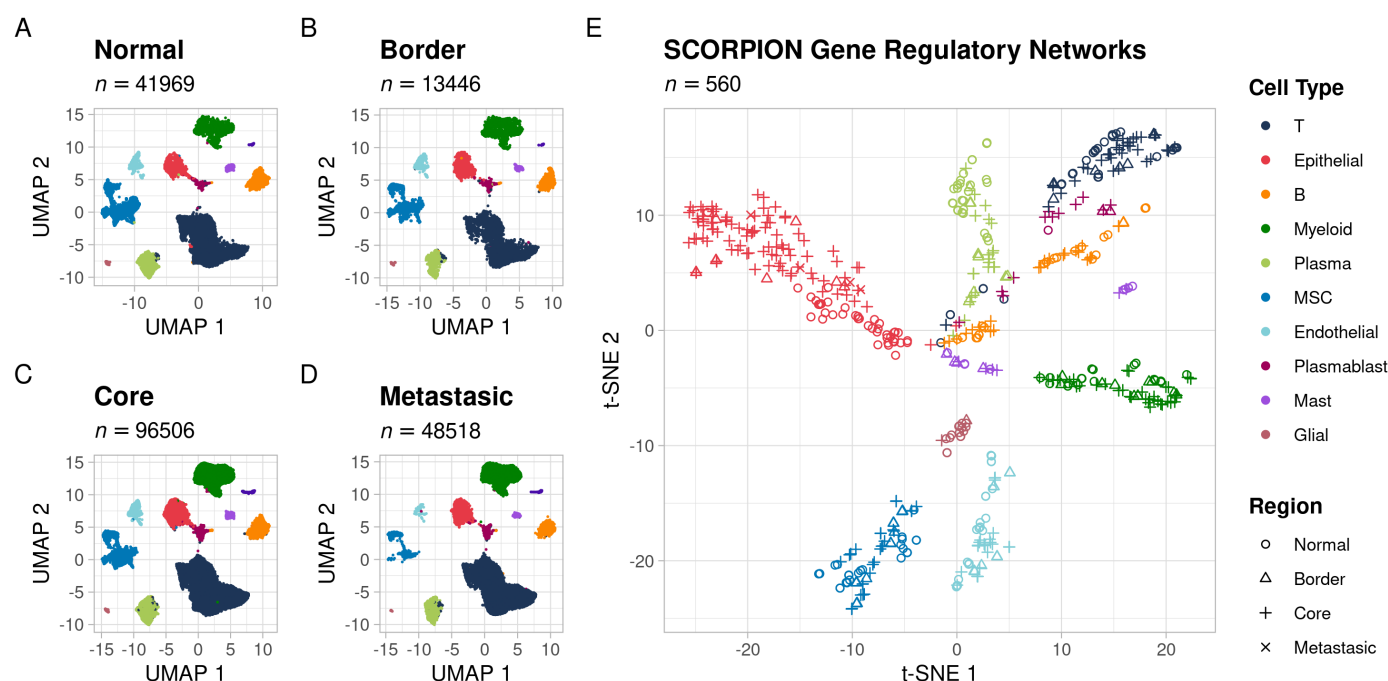 A
Normal
n = 41969
UMAP 2
15
10
5
0
-5
-10
0
10
UMAP 1
B
Border
n = 13446
UMAP 2
15
10
5
0
-5
-10
-15
-10
-5
0
5
10
UMAP 1
C
Core
n = 96506
UMAP 2
15
10
5
0
-5
-10
-15
-10
-5
0
5
10
UMAP 1
D
Metastasic
n = 48518
UMAP 2
15
10
5
0
-5
-10
-10
0
10
UMAP 1
E
SCORPION Gene Regulatory Networks
n = 560
t-SNE 2
10
0
-10
-20
-20
-10
0
10
20
t-SNE 1
Cell Type
T
Epithelial
B
Myeloid
Plasma
MSC
Endothelial
Plasmablast
Mast
Glial
Region
Normal
Border
Core
Metastasic